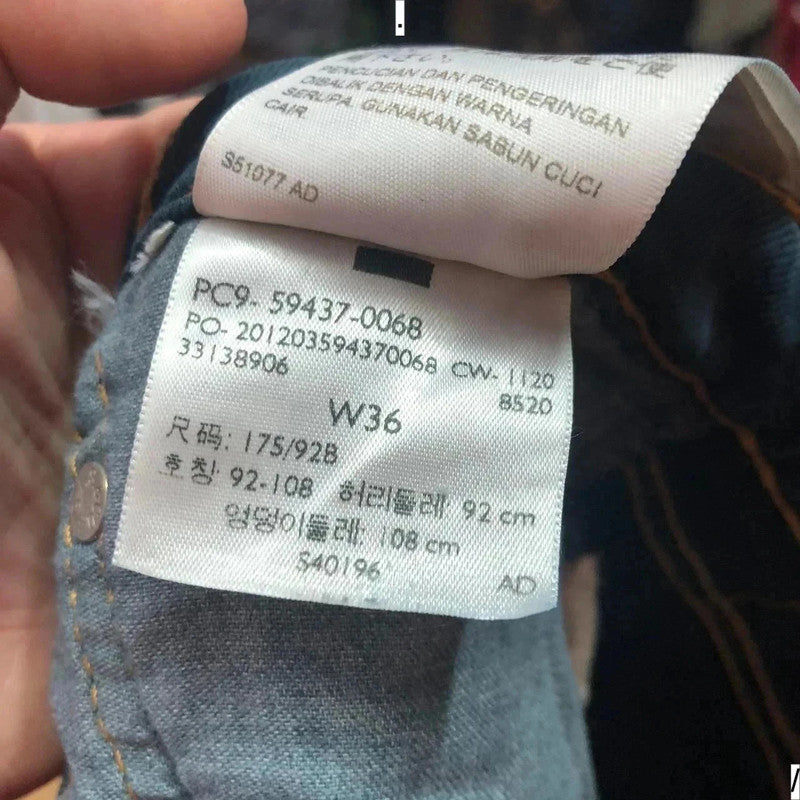 .
PENCUCIAN DAN PENGERINGAN
DIBALIK DENGAN WARNA
SERUPA. GUNAKAN SABUN CUCI
CAIR
S51077 AD
PC9- 59437-0068
PO- 201203594370068 CW- 1120
33138906 8520
W36
尺码: 175/92B
호칭 92-108 허리둘레 92 cm
엉덩이둘레: 108 cm
S40196 AD
/